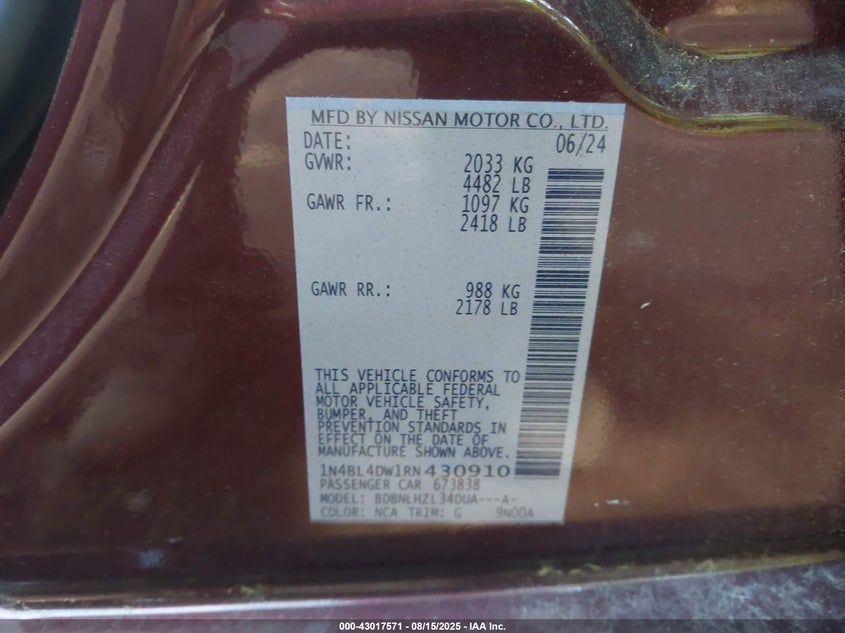 MFD BY NISSAN MOTOR CO., LTD.
DATE: 06/24
GVWR: 2033 KG
4482 LB
GAWR FR.: 1097 KG
2418 LB
GAWR RR.: 988 KG
2178 LB
THIS VEHICLE CONFORMS TO
ALL APPLICABLE FEDERAL
MOTOR VEHICLE SAFETY,
BUMPER, AND THEFT
PREVENTION STANDARDS IN
EFFECT ON THE DATE OF
MANUFACTURE SHOWN ABOVE.
1N4BL4DW1RN430910
PASSENGER CAR 673838
MODEL: BDBNLHZL34DUA---A-
COLOR: NCA TRIM: G 9N00A
000-43017571 - 08/15/2025 - IAA Inc.